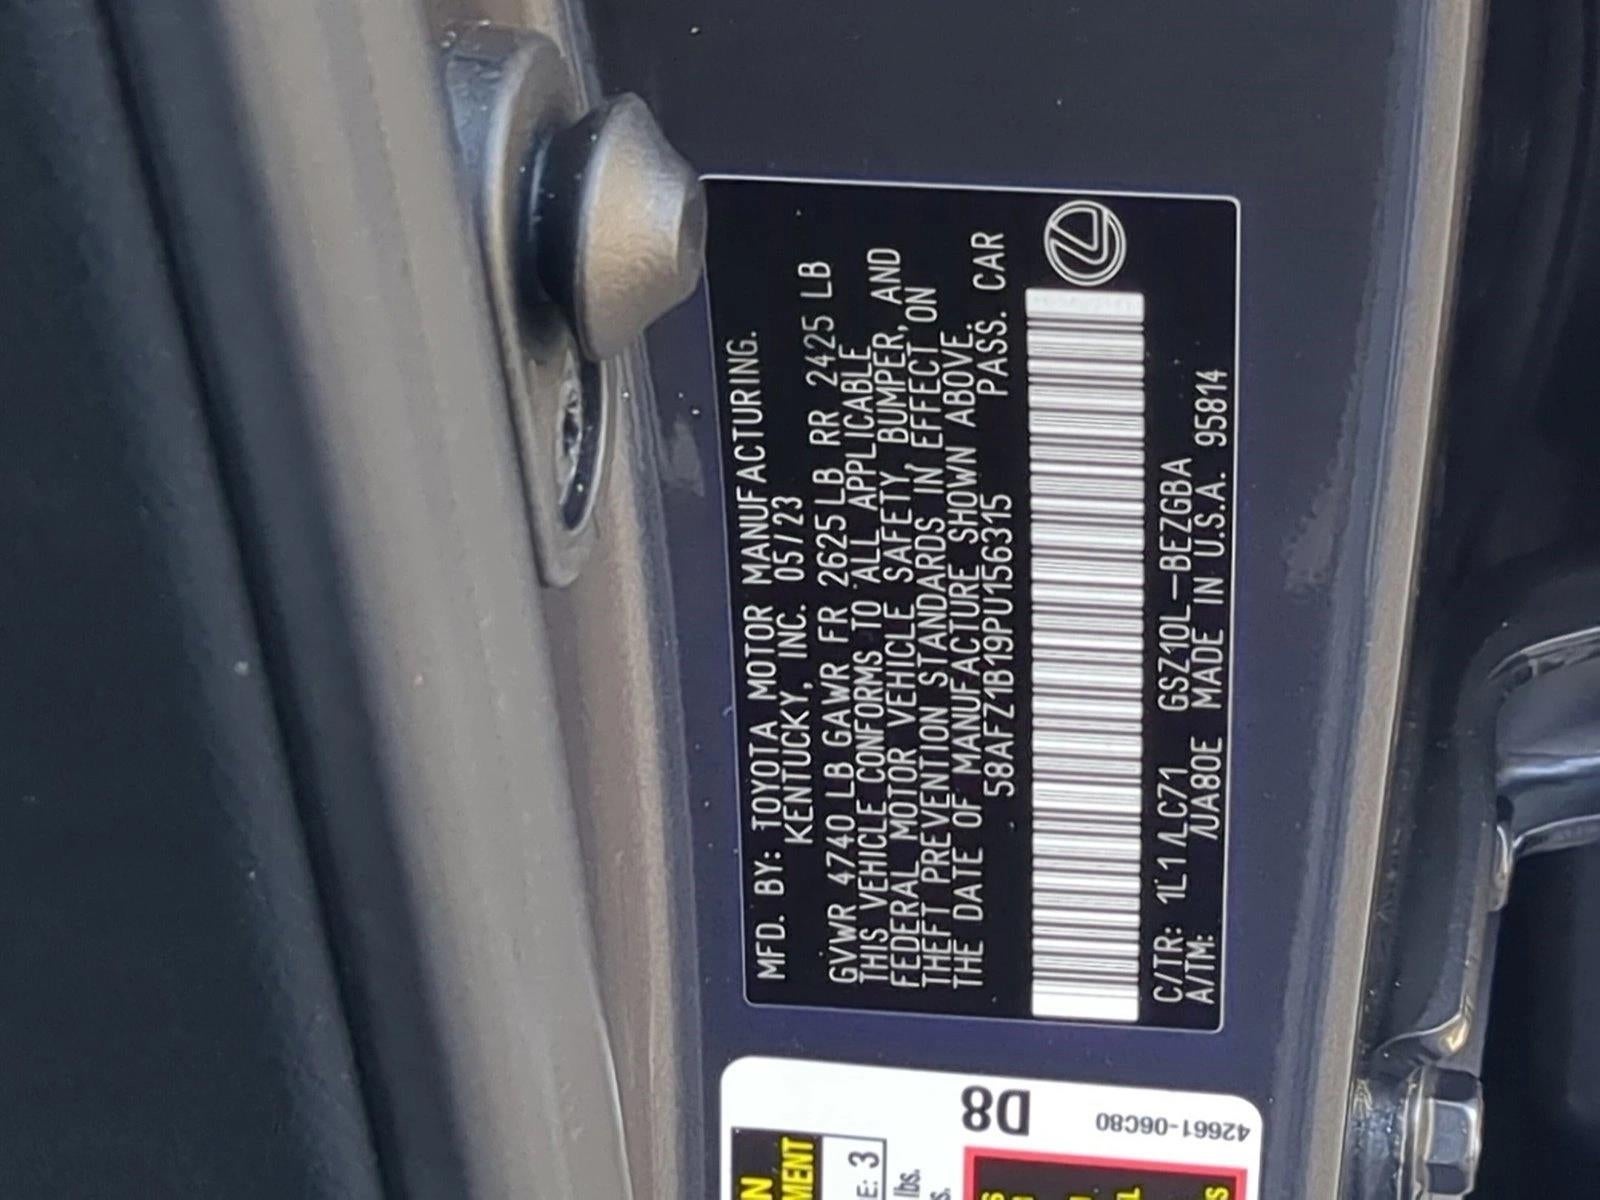 MFD. BY: TOYOTA MOTOR MANUFACTURING.
KENTUCKY, INC. 05/23
GVWR 4740 LB GAWR FR 2625 LB RR 2425 LB
THIS VEHICLE CONFORMS TO ALL APPLICABLE
FEDERAL MOTOR VEHICLE SAFETY, BUMPER, AND
THEFT PREVENTION STANDARDS IN EFFECT ON
THE DATE OF MANUFACTURE SHOWN ABOVE.
58AFZ1B19PU156315 PASS. CAR
C/TR: 1L1/LC71 GSZ10L-BEZGBA
A/TM: /UA80E MADE IN U.S.A. 95814
D8
42661-06C80
E: 3
lbs.